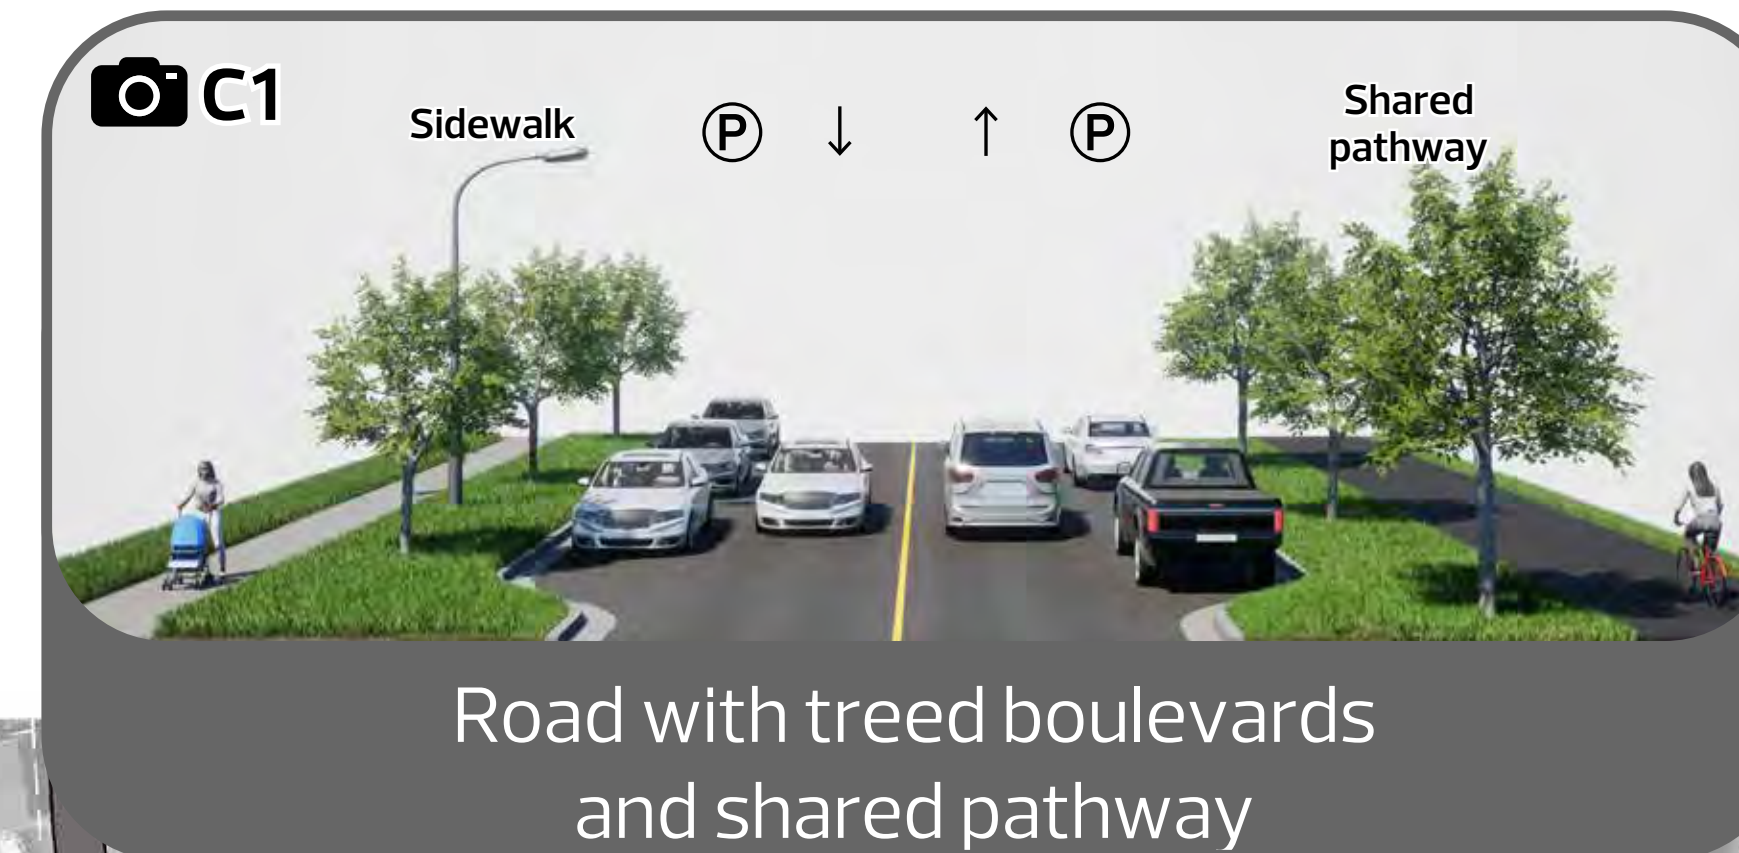 C1
Sidewalk
P ↓ ↑ P
Shared
pathway
Road with treed boulevards
and shared pathway